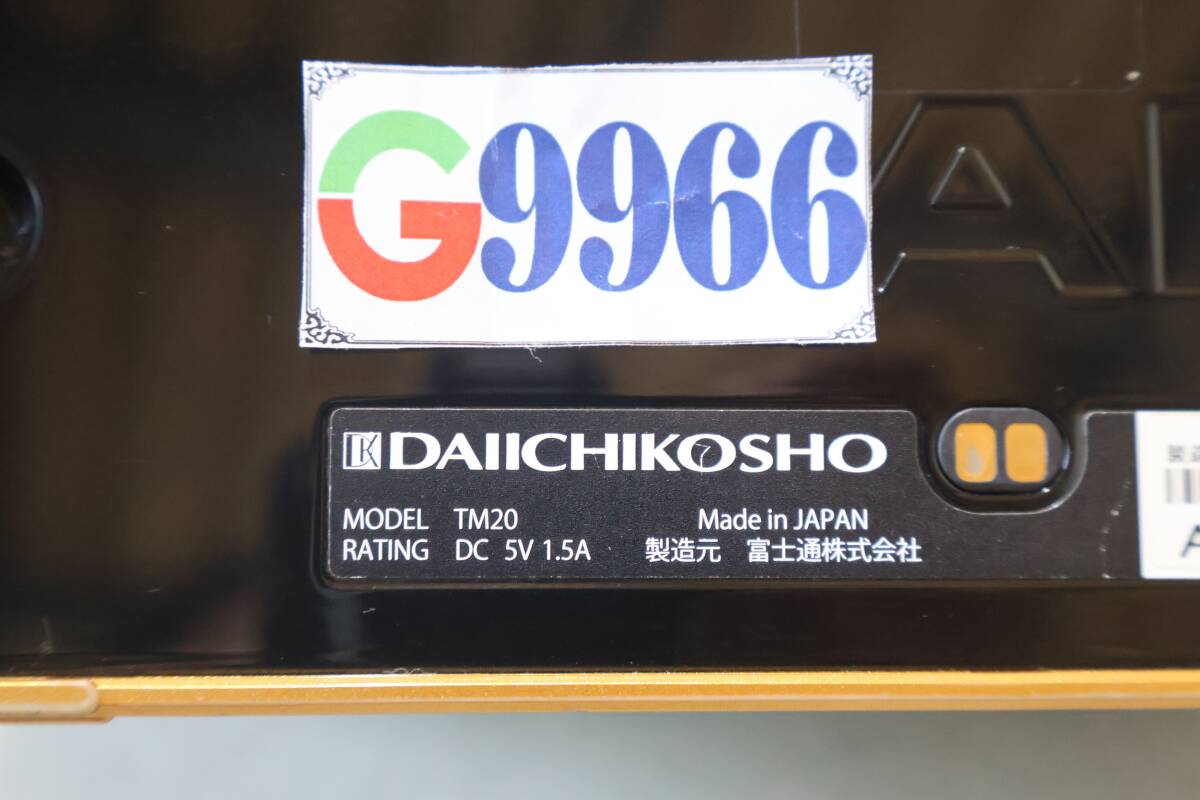 G9966
DK DAIICHIKOSHO
MODEL TM20 Made in JAPAN
RATING DC 5V 1.5A 製造元 富士通株式会社
A